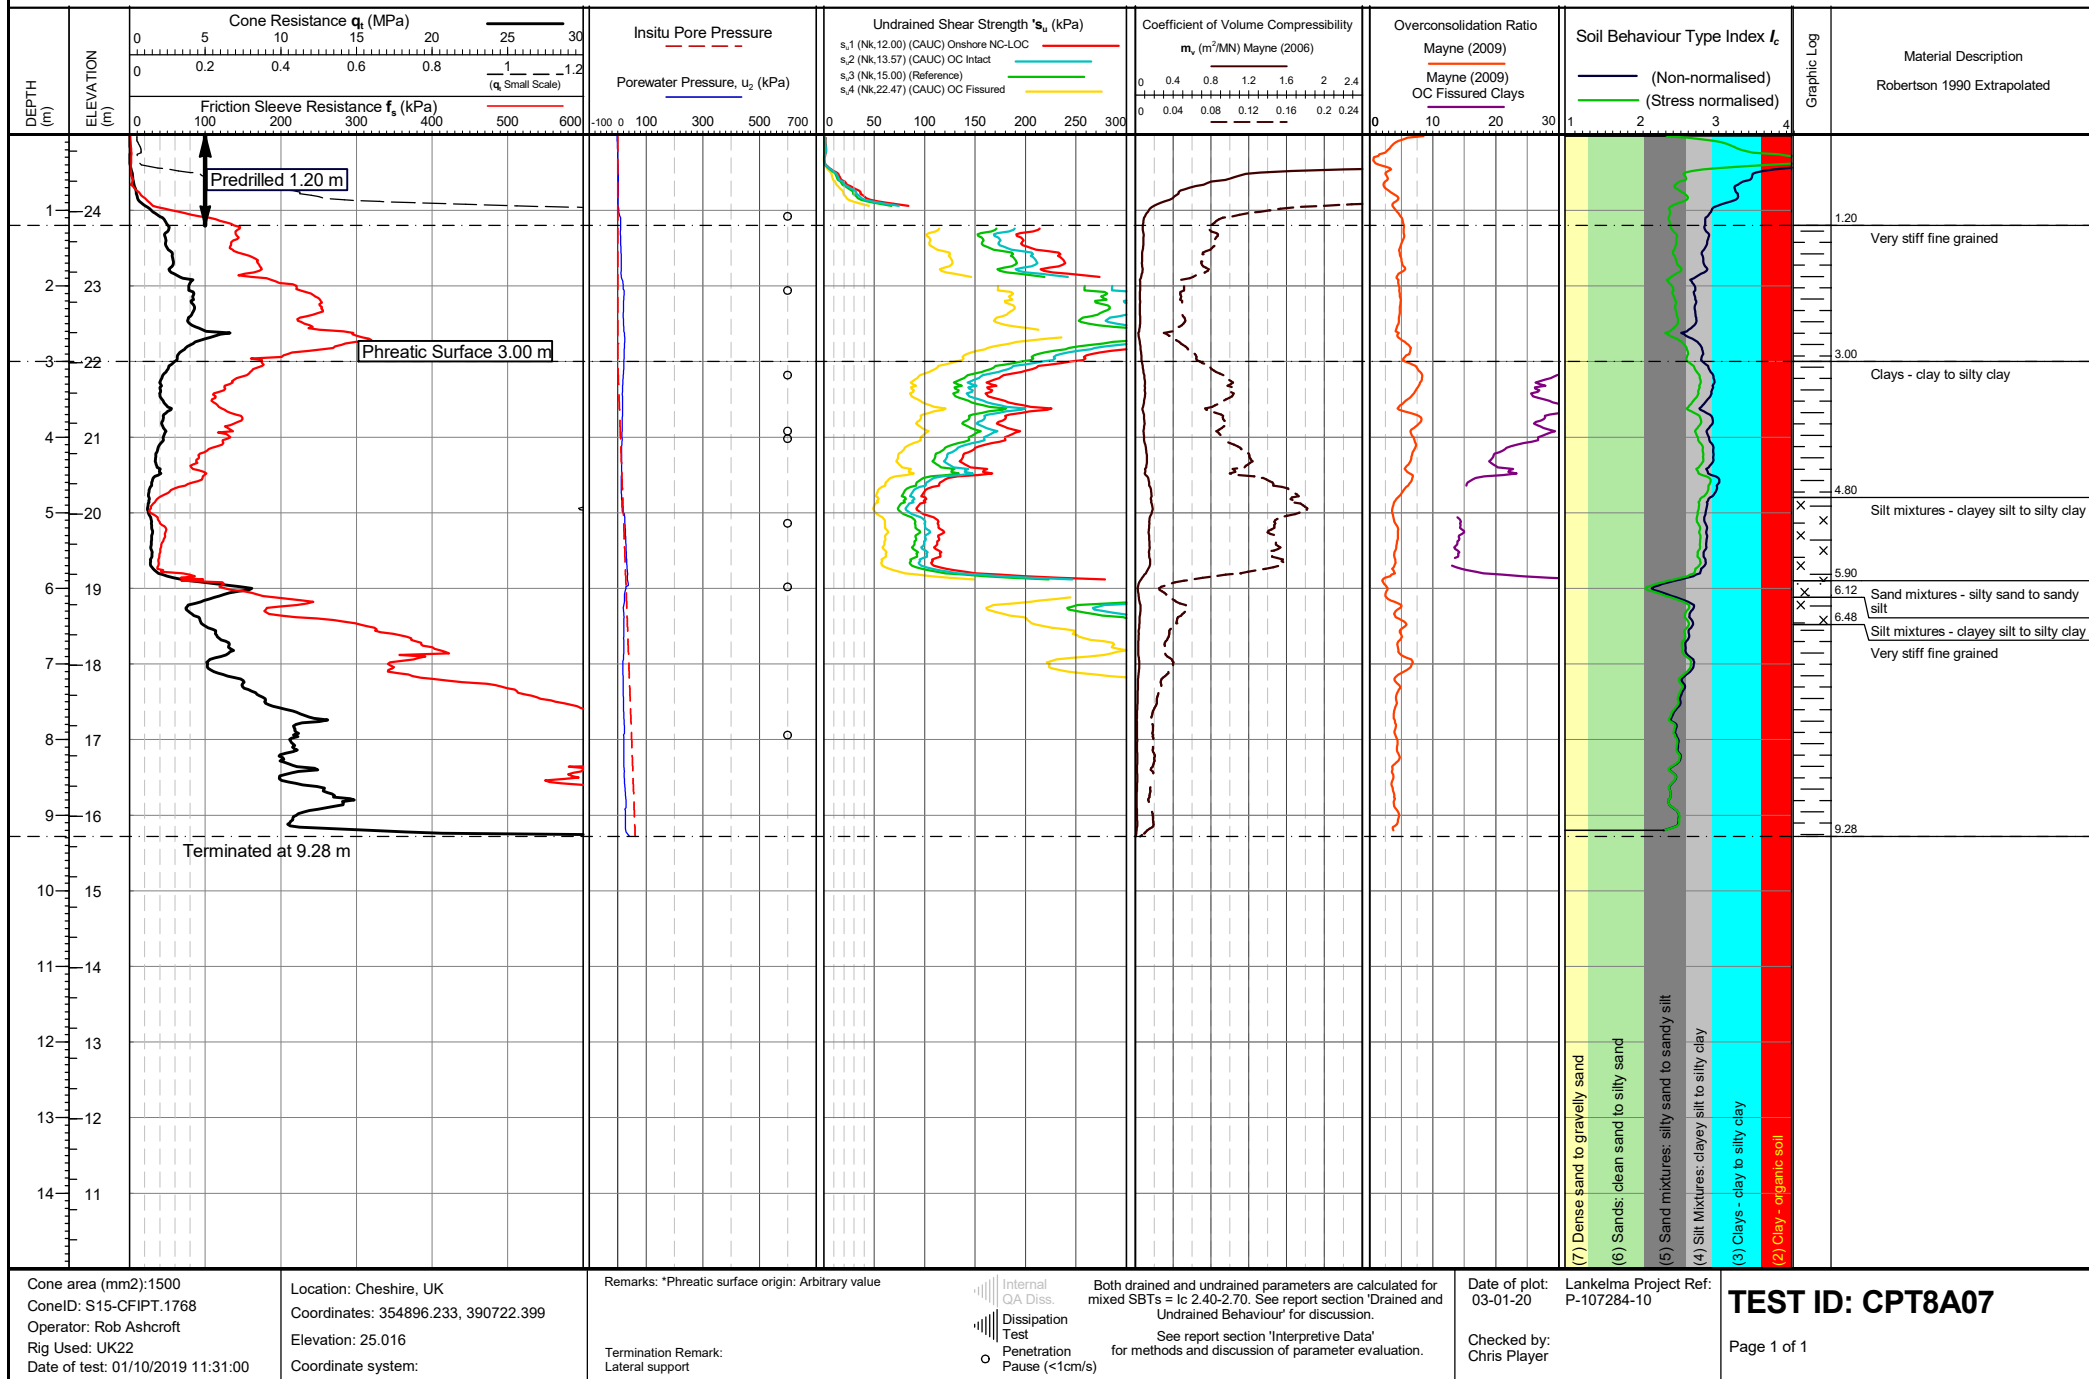 DEPTH (m)
ELEVATION (m)
Cone Resistance qt (MPa)
0 5 10 15 20 25 30
0 0.2 0.4 0.6 0.8 1 1.2
(qt Small Scale)
Friction Sleeve Resistance fs (kPa)
0 100 200 300 400 500 600
Insitu Pore Pressure
Porewater Pressure, u2 (kPa)
-100 0 100 300 500 700
Undrained Shear Strength 'su (kPa)
su1 (Nk,12.00) (CAUC) Onshore NC-LOC
su2 (Nk,13.57) (CAUC) OC Intact
su3 (Nk,15.00) (Reference)
su4 (Nk,22.47) (CAUC) OC Fissured
0 50 100 150 200 250 300
Coefficient of Volume Compressibility
mv (m2/MN) Mayne (2006)
0 0.4 0.8 1.2 1.6 2 2.4
0 0.04 0.08 0.12 0.16 0.20 0.24
Overconsolidation Ratio
Mayne (2009)
Mayne (2009)
OC Fissured Clays
0 10 20 30
Soil Behaviour Type Index Ic
(Non-normalised)
(Stress normalised)
1 2 3 4
Graphic Log
Material Description
Robertson 1990 Extrapolated
Predrilled 1.20 m
Phreatic Surface 3.00 m
Terminated at 9.28 m
1 24
2 23
3 22
4 21
5 20
6 19
7 18
8 17
9 16
10 15
11 14
12 13
13 12
14 11
1.20
Very stiff fine grained
3.00
Clays - clay to silty clay
4.80
Silt mixtures - clayey silt to silty clay
5.90
6.12
Sand mixtures - silty sand to sandy
silt
6.48
Silt mixtures - clayey silt to silty clay
Very stiff fine grained
9.28
(7) Dense sand to gravelly sand
(6) Sands: clean sand to silty sand
(5) Sand mixtures: silty sand to sandy silt
(4) Silt Mixtures: clayey silt to silty clay
(3) Clays - clay to silty clay
(2) Clay - organic soil
Cone area (mm2):1500
ConeID: S15-CFIPT.1768
Operator: Rob Ashcroft
Rig Used: UK22
Date of test: 01/10/2019 11:31:00
Location: Cheshire, UK
Coordinates: 354896.233, 390722.399
Elevation: 25.016
Coordinate system:
Remarks: *Phreatic surface origin: Arbitrary value
Termination Remark:
Lateral support
Internal
QA Diss.
Dissipation
Test
Penetration
Pause (<1cm/s)
Both drained and undrained parameters are calculated for
mixed SBTs = Ic 2.40-2.70. See report section 'Drained and
Undrained Behaviour' for discussion.
See report section 'Interpretive Data'
for methods and discussion of parameter evaluation.
Date of plot:
03-01-20
Checked by:
Chris Player
Lankelma Project Ref:
P-107284-10
TEST ID: CPT8A07
Page 1 of 1